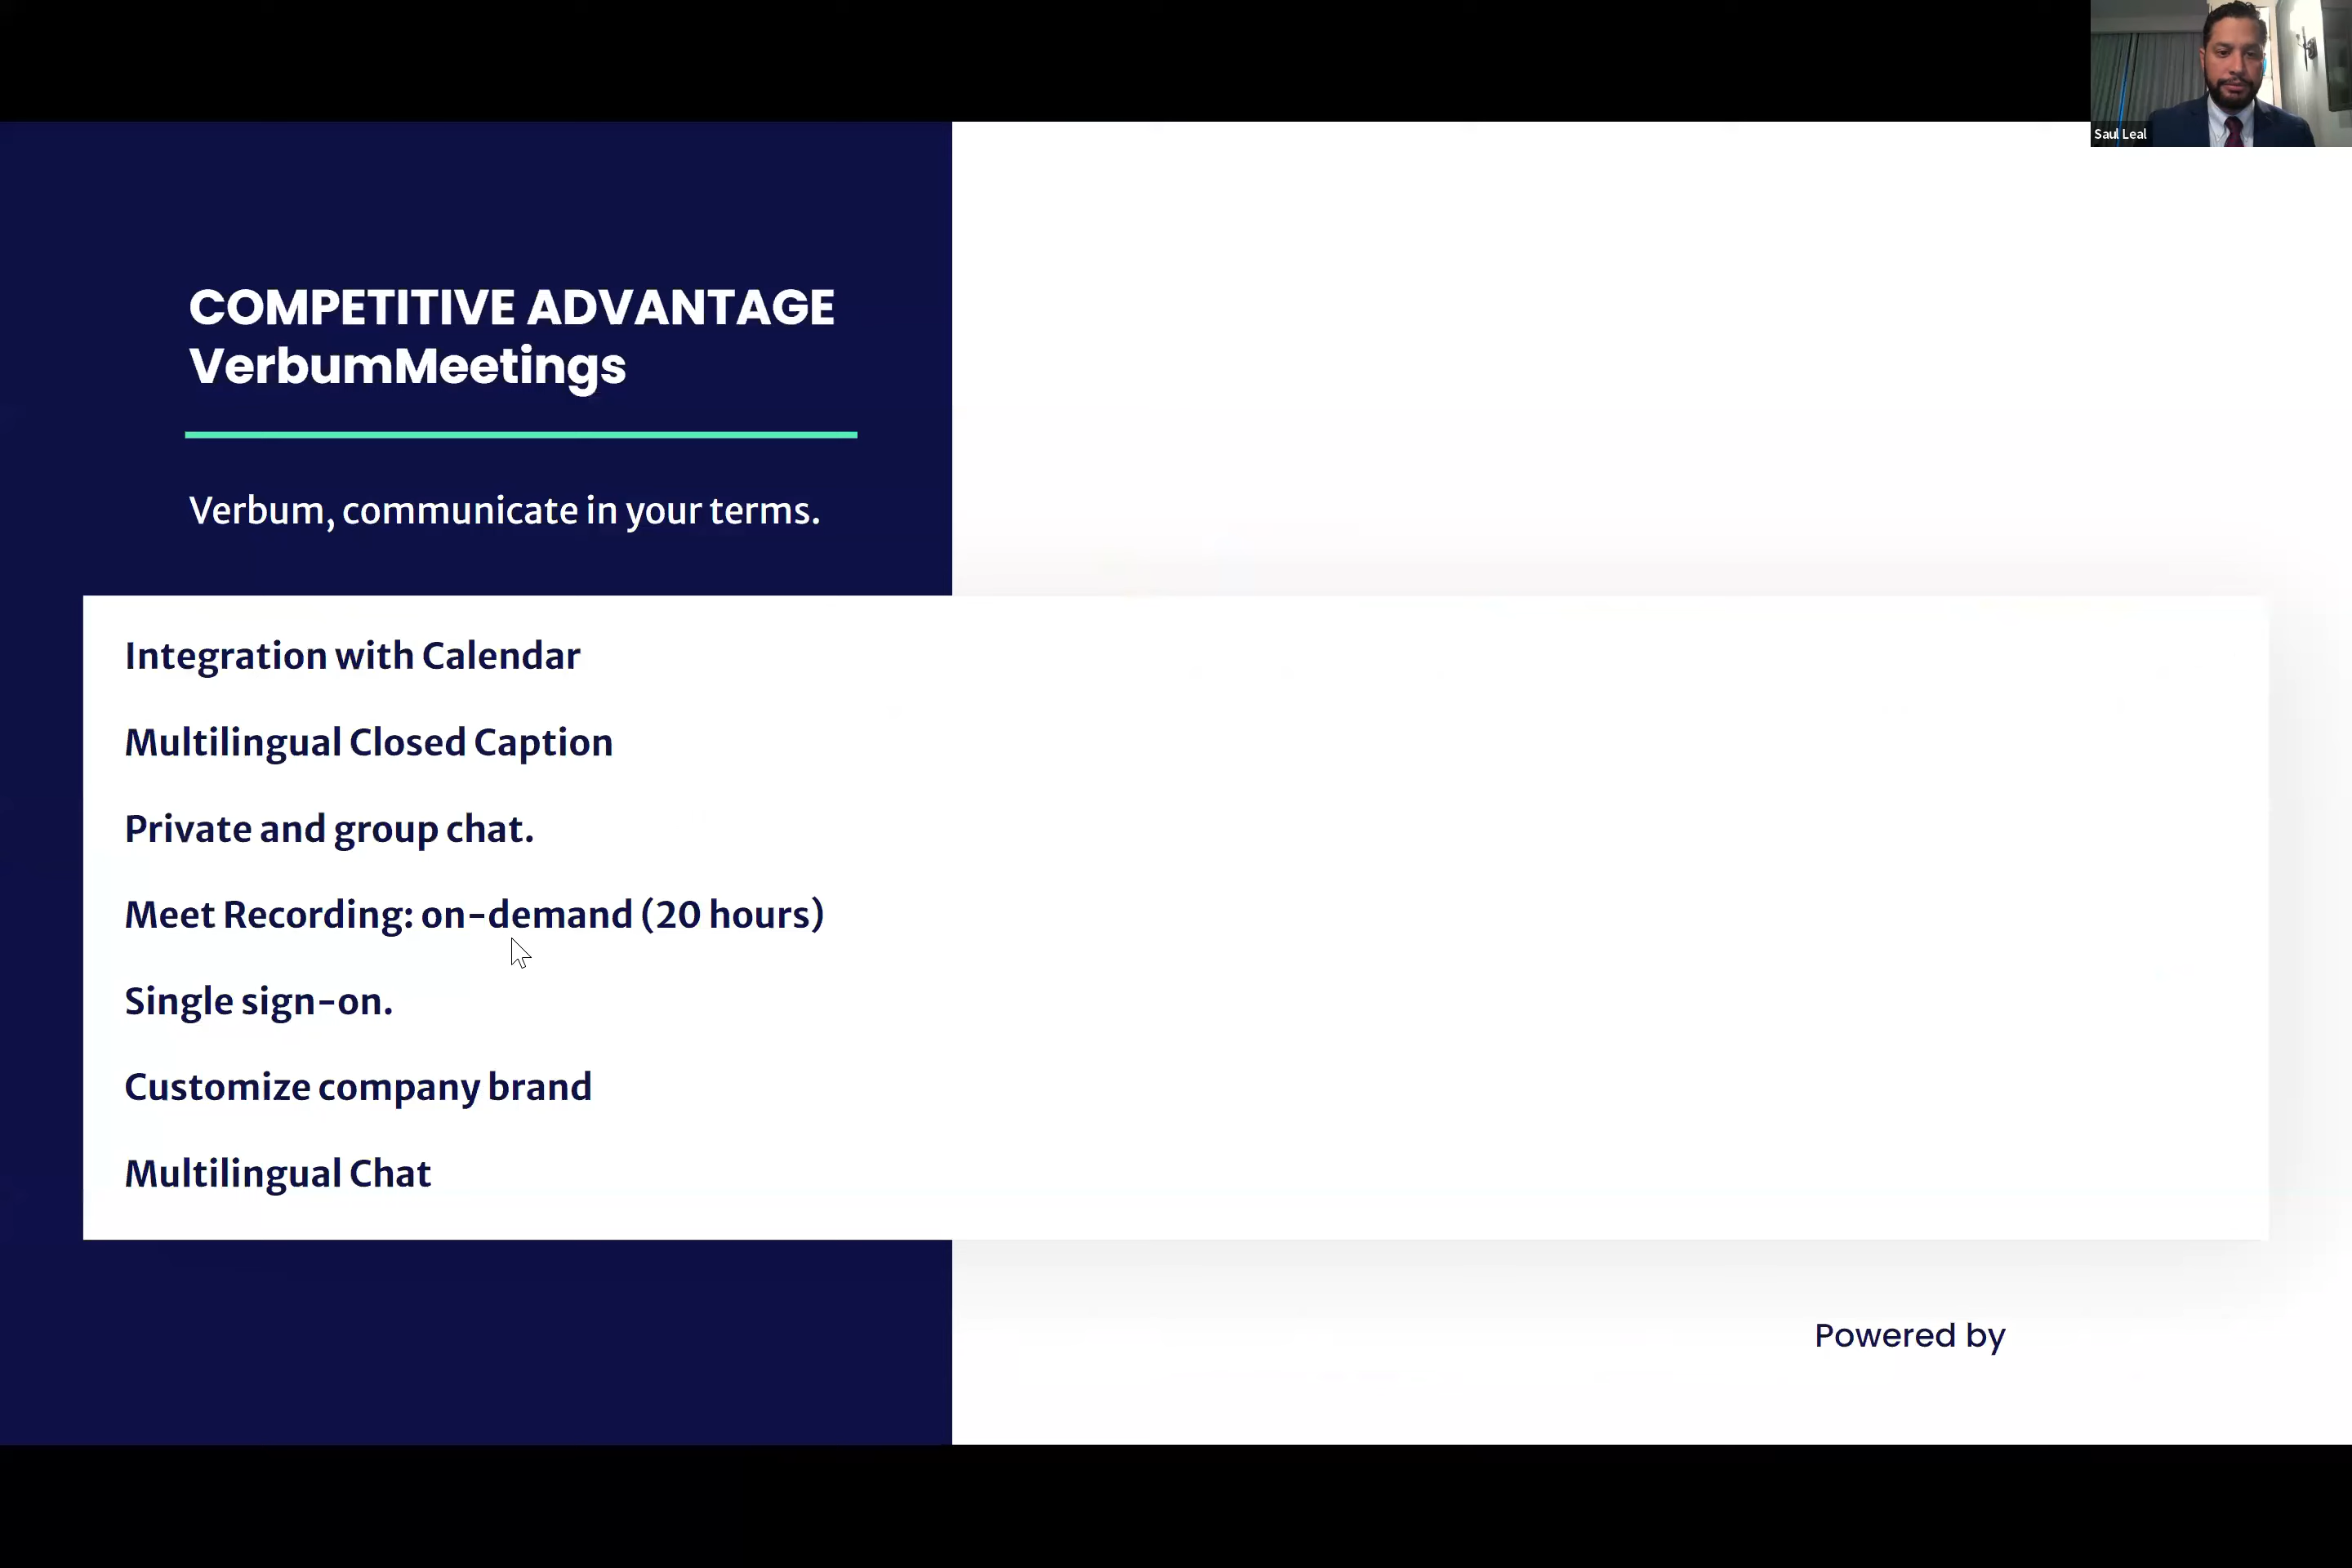 Saul Leal
COMPETITIVE ADVANTAGE
VerbumMeetings
Verbum, communicate in your terms.
Integration with Calendar
Multilingual Closed Caption
Private and group chat.
Meet Recording: on-demand (20 hours)
Single sign-on.
Customize company brand
Multilingual Chat
Powered by